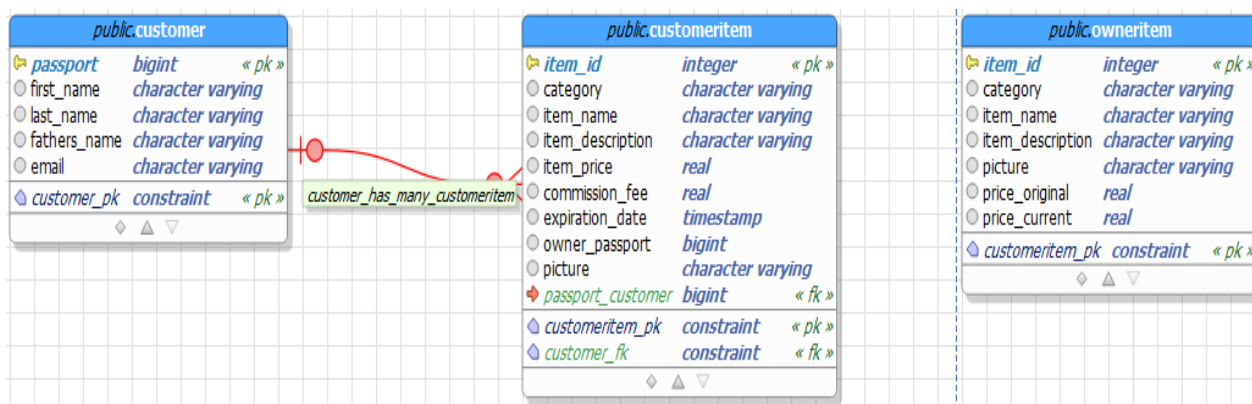 public.customer
passport bigint « pk »
first_name character varying
last_name character varying
fathers_name character varying
email character varying
customer_pk constraint « pk »
customer_has_many_customeritem
public.customeritem
item_id integer « pk »
category character varying
item_name character varying
item_description character varying
item_price real
commission_fee real
expiration_date timestamp
owner_passport bigint
picture character varying
passport_customer bigint « fk »
customeritem_pk constraint « pk »
customer_fk constraint « fk »
public.owneritem
item_id integer « pk »
category character varying
item_name character varying
item_description character varying
picture character varying
price_original real
price_current real
customeritem_pk constraint « pk »